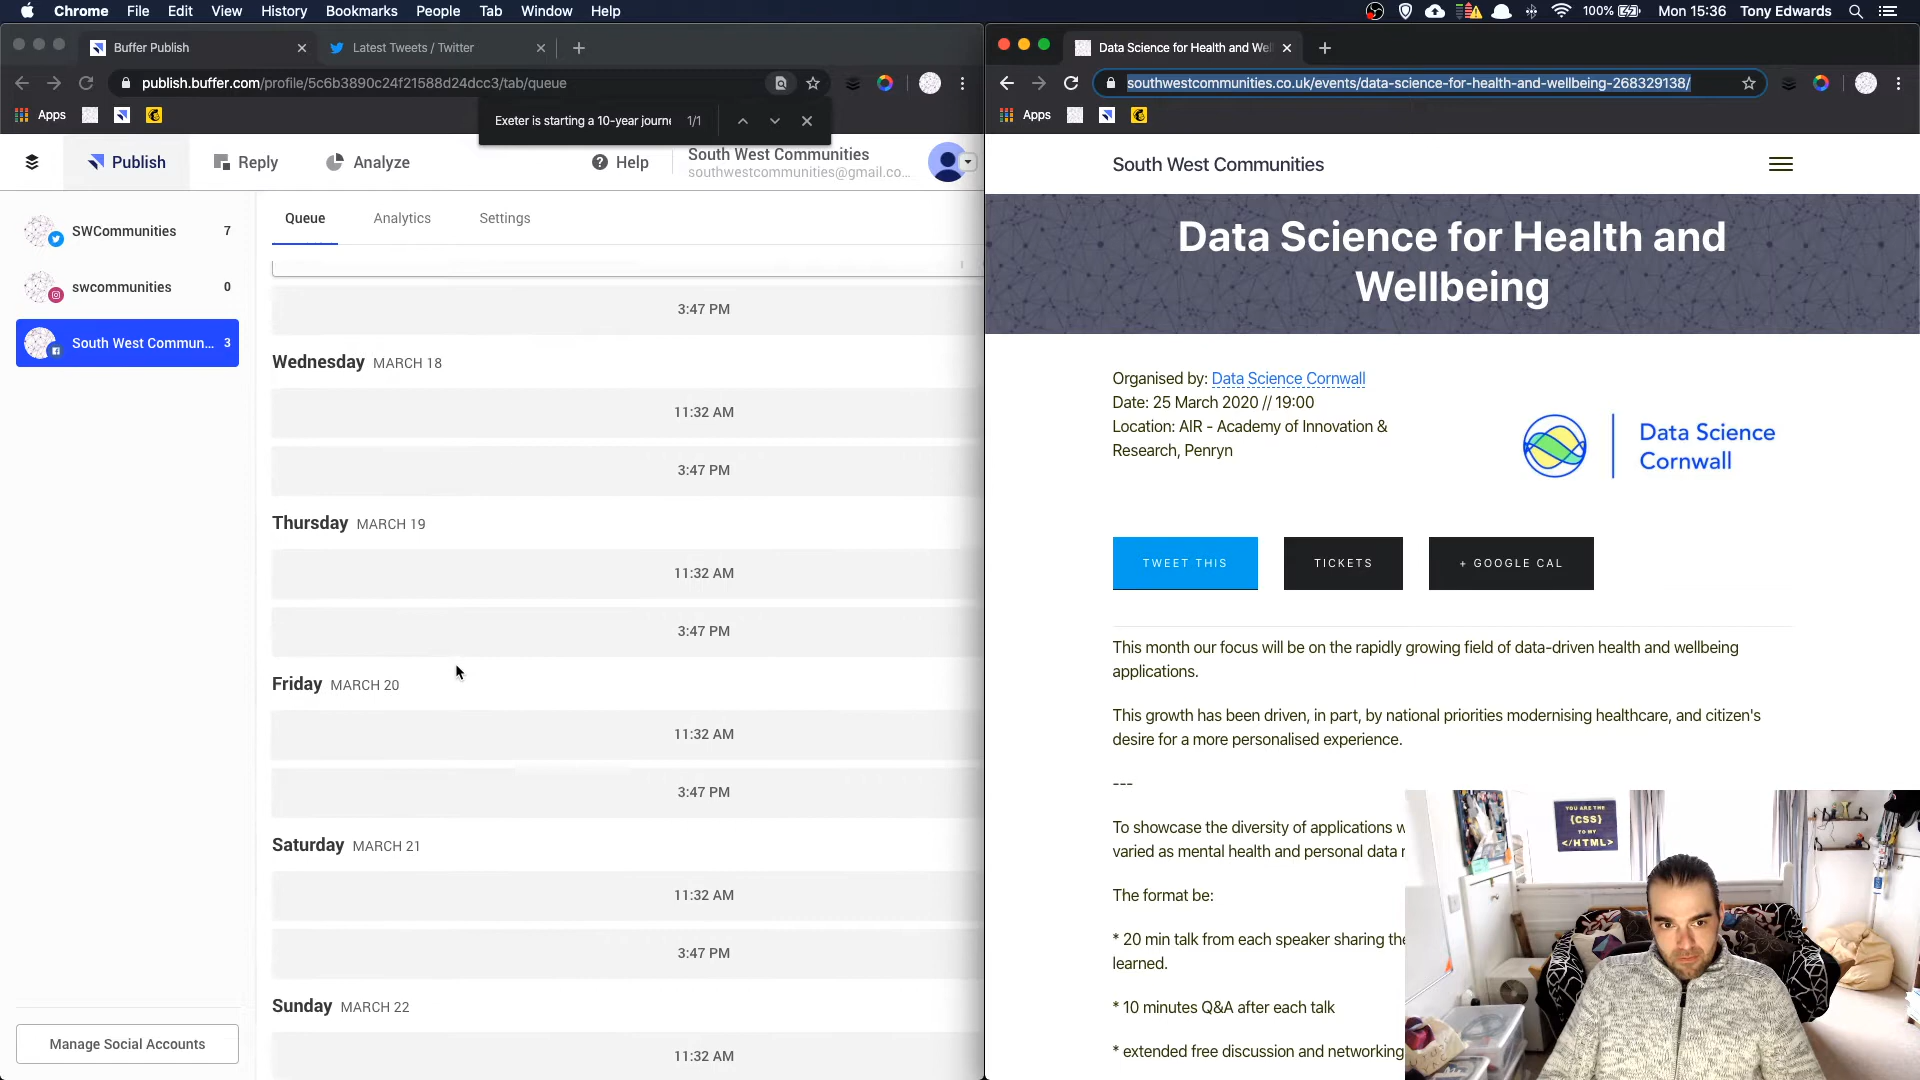 Chrome File Edit View History Bookmarks People Tab Window Help
100% Mon 15:36 Tony Edwards
Buffer Publish
Latest Tweets / Twitter
publish.buffer.com/profile/5c6b3890c24f21588d24dcc3/tab/queue
Apps
Exeter is starting a 10-year journe 1/1
Publish
Reply
Analyze
Help
South West Communities
southwestcommunities@gmail.co...
SWCommunities 7
swcommunities 0
South West Commun... 3
Queue
Analytics
Settings
3:47 PM
Wednesday MARCH 18
11:32 AM
3:47 PM
Thursday MARCH 19
11:32 AM
3:47 PM
Friday MARCH 20
11:32 AM
3:47 PM
Saturday MARCH 21
11:32 AM
3:47 PM
Sunday MARCH 22
11:32 AM
Manage Social Accounts
Data Science for Health and Wel
southwestcommunities.co.uk/events/data-science-for-health-and-wellbeing-268329138/
Apps
South West Communities
Data Science for Health and
Wellbeing
Organised by: Data Science Cornwall
Date: 25 March 2020 // 19:00
Location: AIR - Academy of Innovation &
Research, Penryn
Data Science
Cornwall
TWEET THIS
TICKETS
+ GOOGLE CAL
This month our focus will be on the rapidly growing field of data-driven health and wellbeing
applications.
This growth has been driven, in part, by national priorities modernising healthcare, and citizen's
desire for a more personalised experience.
---
To showcase the diversity of applications w
varied as mental health and personal data
The format be:
* 20 min talk from each speaker sharing the
learned.
* 10 minutes Q&A after each talk
* extended free discussion and networking
YOU ARE THE
{CSS}
TO MY
</HTML>